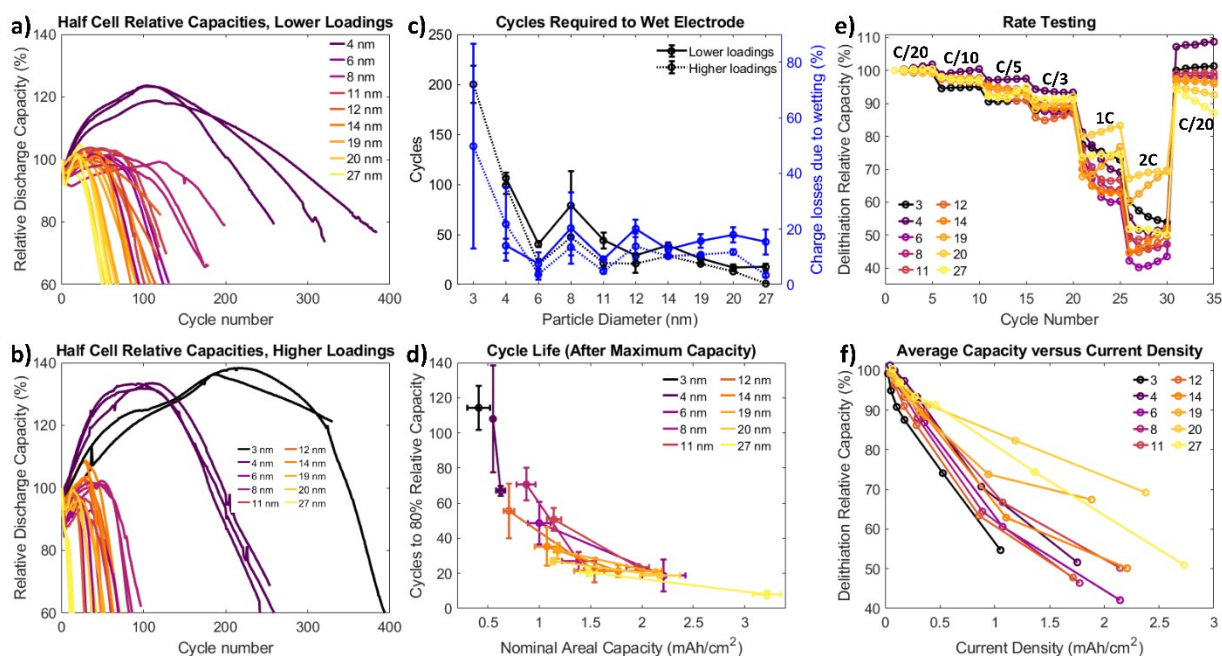 a)
Half Cell Relative Capacities, Lower Loadings
Relative Discharge Capacity (%)
140
120
100
80
60
0
100
200
300
400
Cycle number
4 nm
6 nm
8 nm
11 nm
12 nm
14 nm
19 nm
20 nm
27 nm
c)
Cycles Required to Wet Electrode
Cycles
250
200
150
100
50
0
Lower loadings
Higher loadings
80
60
40
20
0
Charge losses due to wetting (%)
3
4
6
8
11
12
14
19
20
27
Particle Diameter (nm)
e)
Rate Testing
Delithiation Relative Capacity (%)
110
100
90
80
70
60
50
40
C/20
C/10
C/5
C/3
1C
2C
C/20
3
4
6
8
11
12
14
19
20
27
0
5
10
15
20
25
30
35
Cycle Number
b)
Half Cell Relative Capacities, Higher Loadings
Relative Discharge Capacity (%)
140
120
100
80
60
0
100
200
300
400
Cycle number
3 nm
4 nm
6 nm
8 nm
11 nm
12 nm
14 nm
19 nm
20 nm
27 nm
d)
Cycle Life (After Maximum Capacity)
Cycles to 80% Relative Capacity
140
120
100
80
60
40
20
0
3 nm
4 nm
6 nm
8 nm
11 nm
12 nm
14 nm
19 nm
20 nm
27 nm
0.5
1
1.5
2
2.5
3
Nominal Areal Capacity (mAh/cm²)
f)
Average Capacity versus Current Density
Delithiation Relative Capacity (%)
100
90
80
70
60
50
40
3
4
6
8
11
12
14
19
20
27
0
0.5
1
1.5
2
2.5
3
Current Density (mAh/cm²)